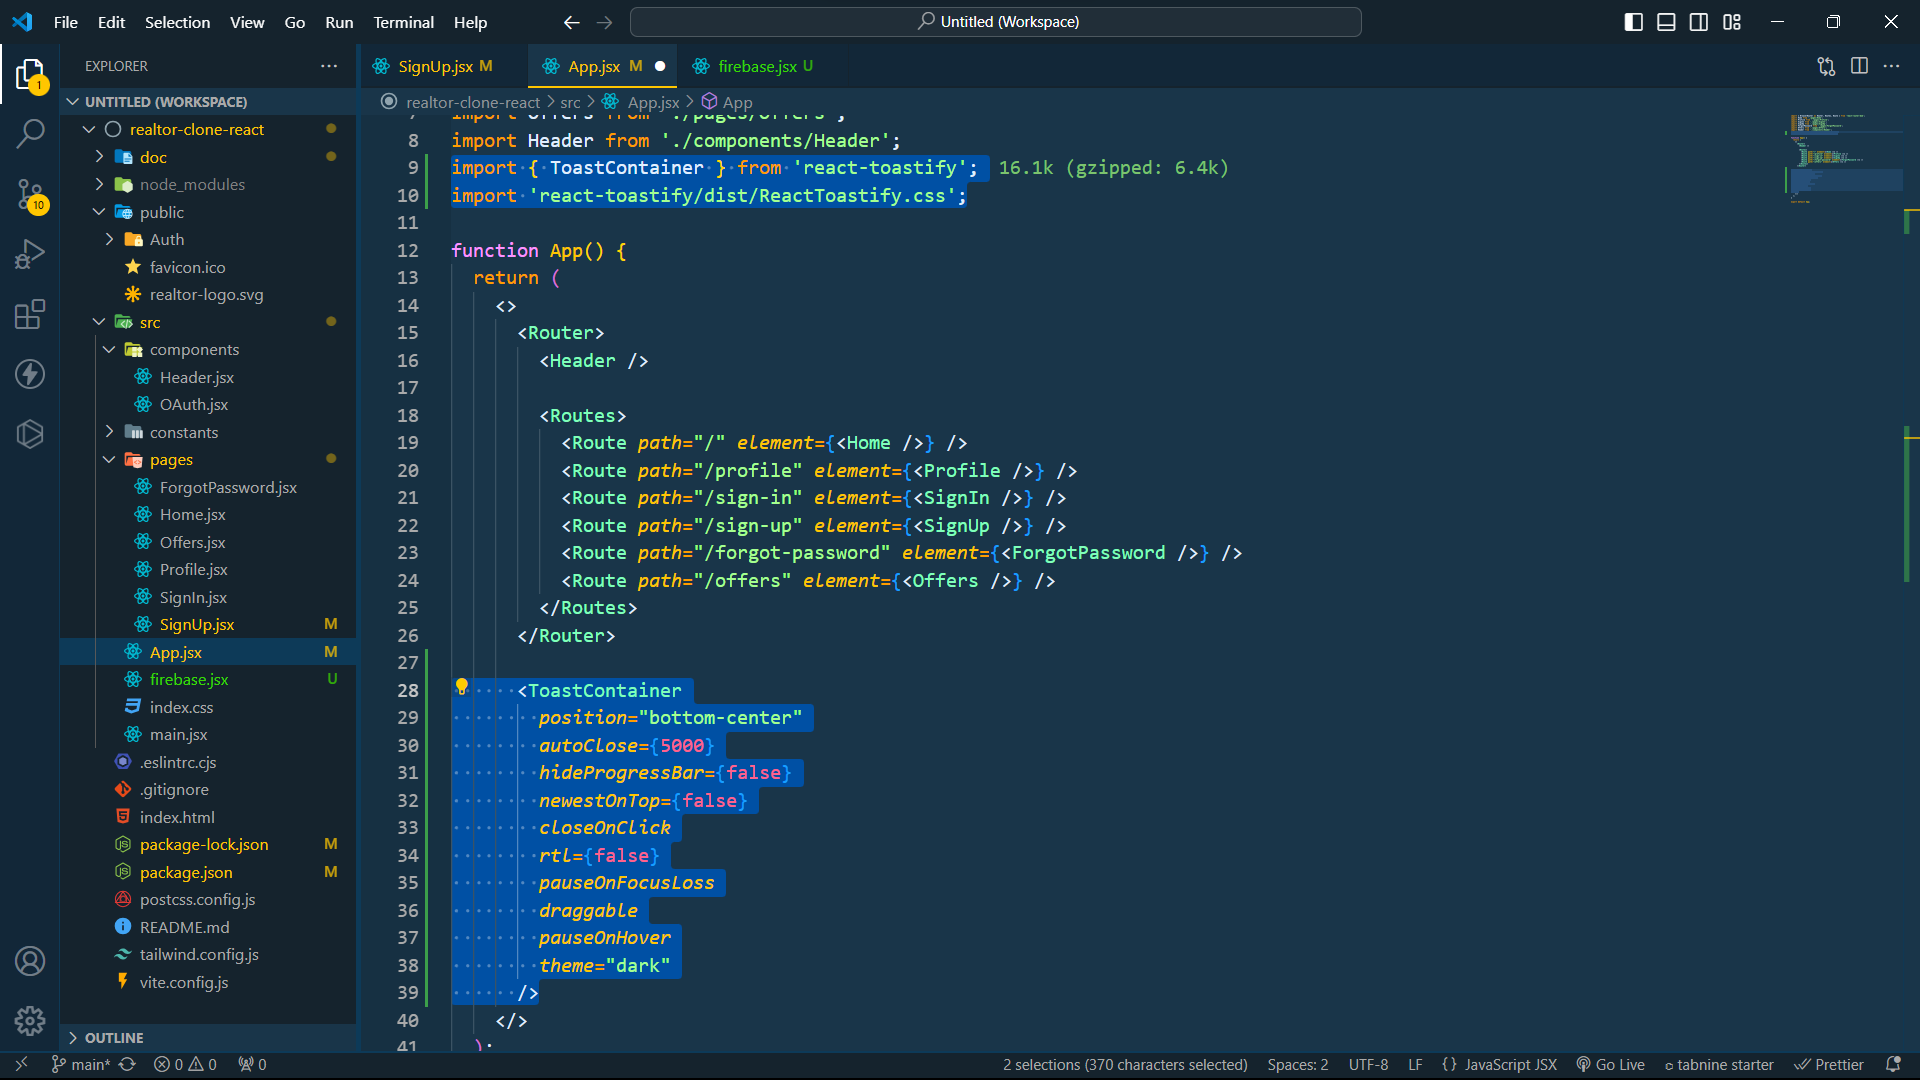 File Edit Selection View Go Run Terminal Help
Untitled (Workspace)
EXPLORER
SignUp.jsx M
App.jsx M
firebase.jsx U
1
10
UNTITLED (WORKSPACE)
realtor-clone-react
doc
node_modules
public
Auth
favicon.ico
realtor-logo.svg
src
components
Header.jsx
OAuth.jsx
constants
pages
ForgotPassword.jsx
Home.jsx
Offers.jsx
Profile.jsx
SignIn.jsx
SignUp.jsx M
App.jsx M
firebase.jsx U
index.css
main.jsx
.eslintrc.cjs
.gitignore
index.html
package-lock.json M
package.json M
postcss.config.js
README.md
tailwind.config.js
vite.config.js
OUTLINE
realtor-clone-react > src > App.jsx > App
import Offers from './pages/Offers';
8 import Header from './components/Header';
9 import { ToastContainer } from 'react-toastify'; 16.1k (gzipped: 6.4k)
10 import 'react-toastify/dist/ReactToastify.css';
11
12 function App() {
13 return (
14 <>
15 <Router>
16 <Header />
17
18 <Routes>
19 <Route path="/" element={<Home />} />
20 <Route path="/profile" element={<Profile />} />
21 <Route path="/sign-in" element={<SignIn />} />
22 <Route path="/sign-up" element={<SignUp />} />
23 <Route path="/forgot-password" element={<ForgotPassword />} />
24 <Route path="/offers" element={<Offers />} />
25 </Routes>
26 </Router>
27
28 <ToastContainer
29 position="bottom-center"
30 autoClose={5000}
31 hideProgressBar={false}
32 newestOnTop={false}
33 closeOnClick
34 rtl={false}
35 pauseOnFocusLoss
36 draggable
37 pauseOnHover
38 theme="dark"
39 />
40 </>
41 );
main* 0 0 0
2 selections (370 characters selected) Spaces: 2 UTF-8 LF {} JavaScript JSX Go Live tabnine starter Prettier